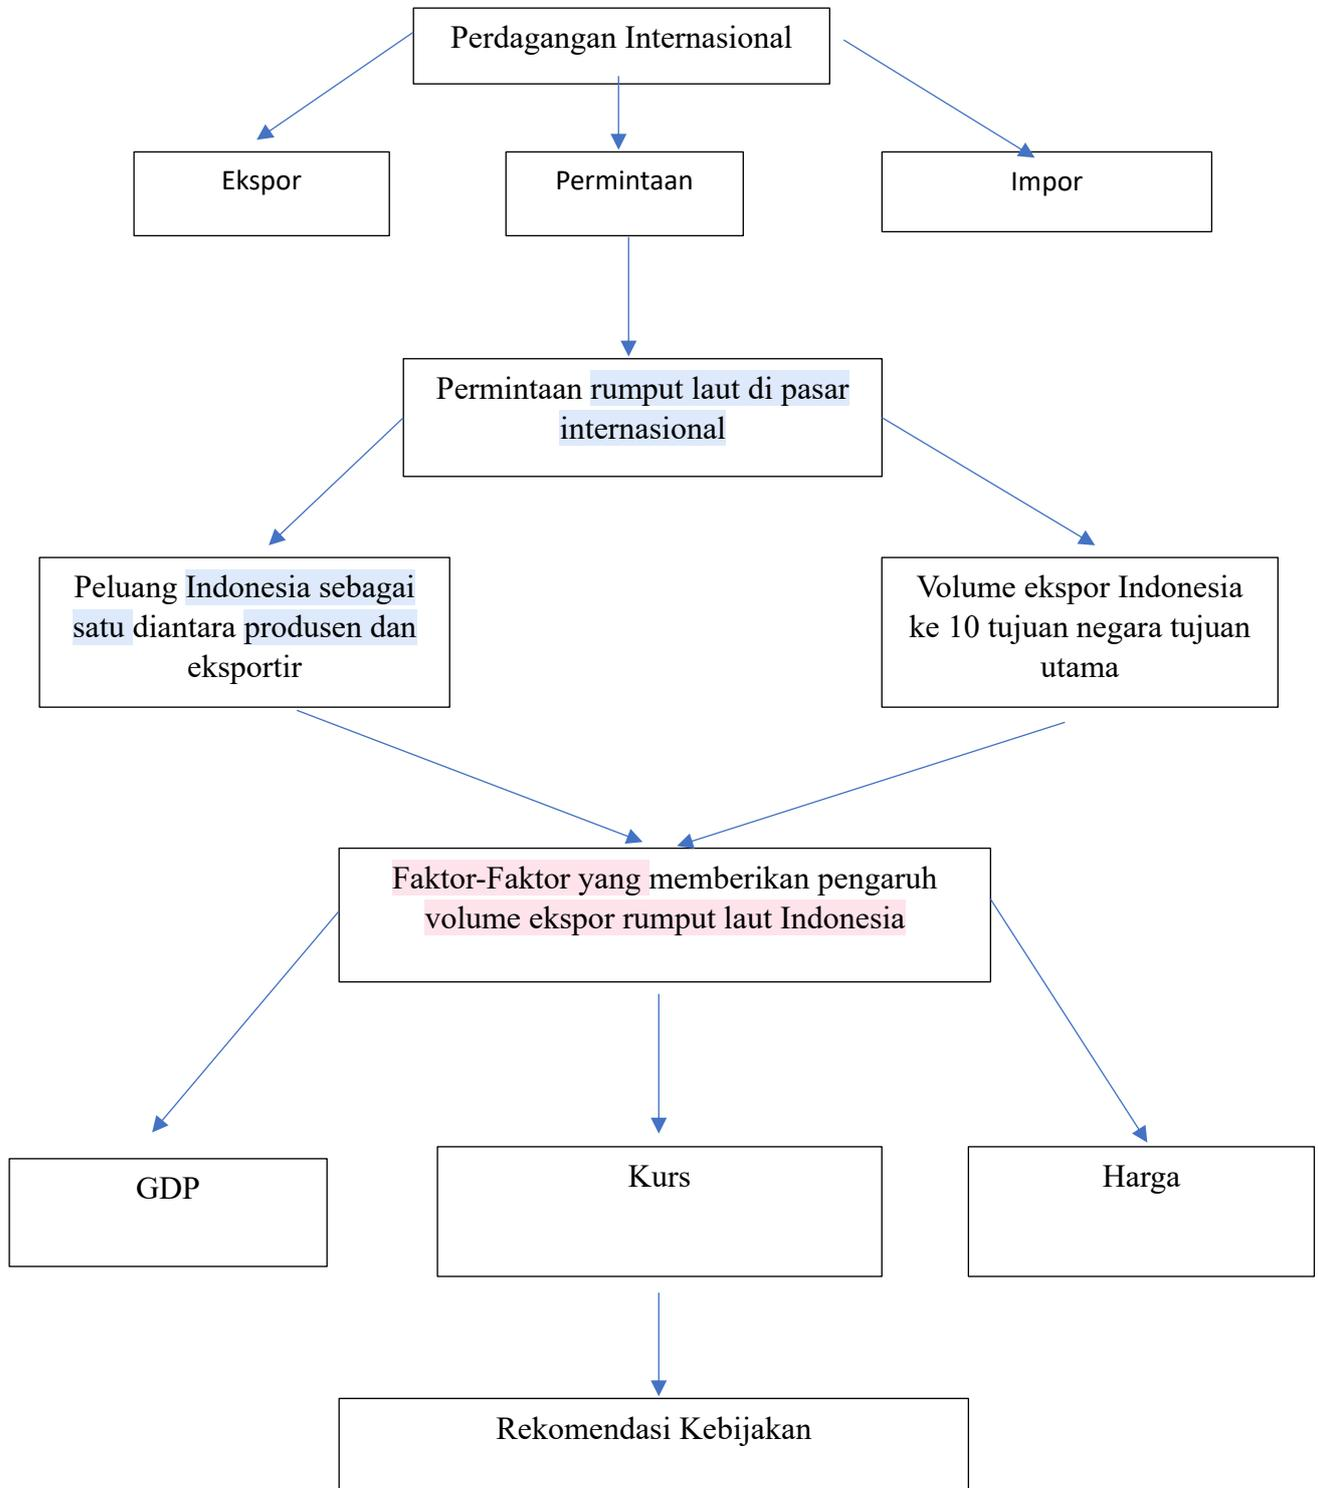 Perdagangan Internasional
Ekspor
Permintaan
Impor
Permintaan rumput laut di pasar
internasional
Peluang Indonesia sebagai
satu diantara produsen dan
eksportir
Volume ekspor Indonesia
ke 10 tujuan negara tujuan
utama
Faktor-Faktor yang memberikan pengaruh
volume ekspor rumput laut Indonesia
GDP
Kurs
Harga
Rekomendasi Kebijakan